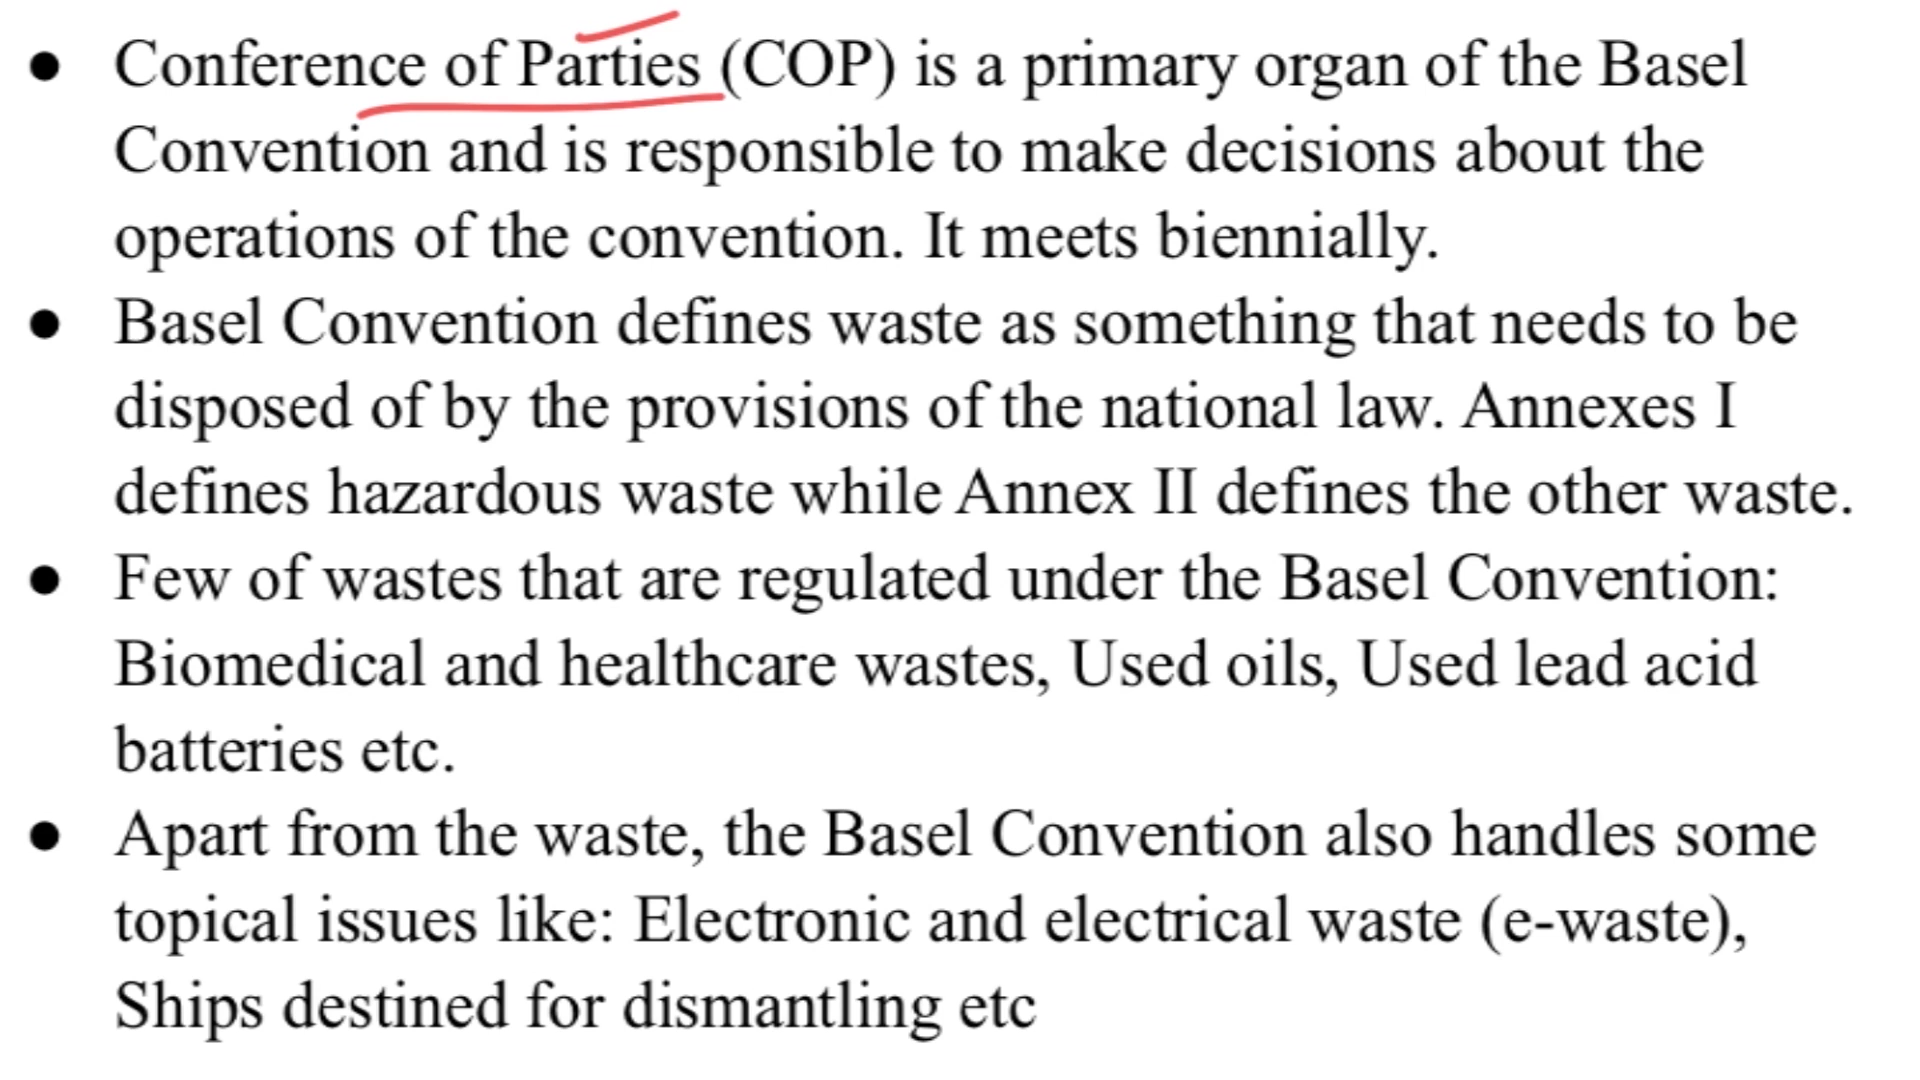 ● Conference of Parties (COP) is a primary organ of the Basel
Convention and is responsible to make decisions about the
operations of the convention. It meets biennially.
● Basel Convention defines waste as something that needs to be
disposed of by the provisions of the national law. Annexes I
defines hazardous waste while Annex II defines the other waste.
● Few of wastes that are regulated under the Basel Convention:
Biomedical and healthcare wastes, Used oils, Used lead acid
batteries etc.
● Apart from the waste, the Basel Convention also handles some
topical issues like: Electronic and electrical waste (e-waste),
Ships destined for dismantling etc